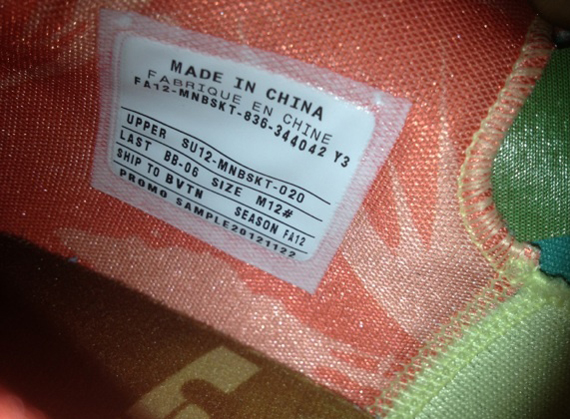 MADE IN CHINA
FABRIQUE EN CHINE
FA12-MNBSKT-836-344042 Y3
UPPER SU12-MNBSKT-020
LAST BB-06 SIZE M12#
SHIP TO BVTN SEASON FA12
PROMO SAMPLE20121122